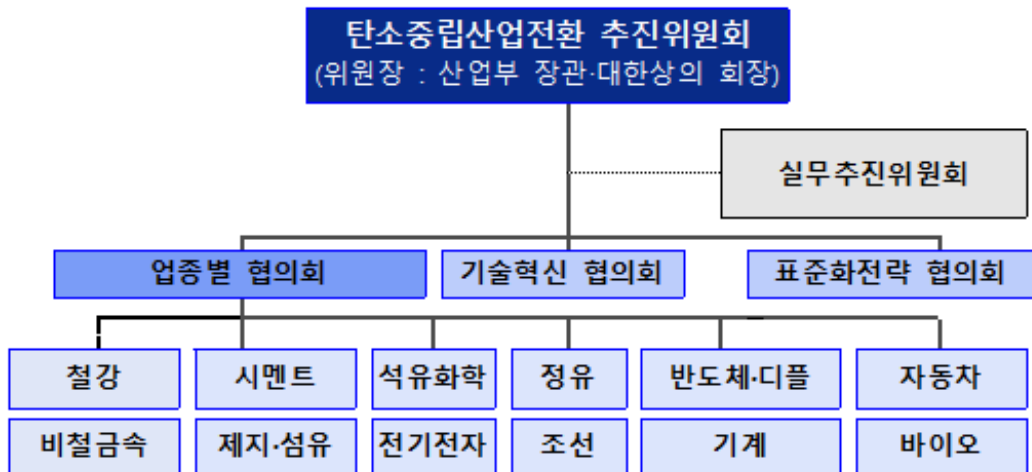 탄소중립산업전환 추진위원회
(위원장 : 산업부 장관·대한상의 회장)
실무추진위원회
업종별 협의회
기술혁신 협의회
표준화전략 협의회
철강
시멘트
석유화학
정유
반도체·디플
자동차
비철금속
제지·섬유
전기전자
조선
기계
바이오